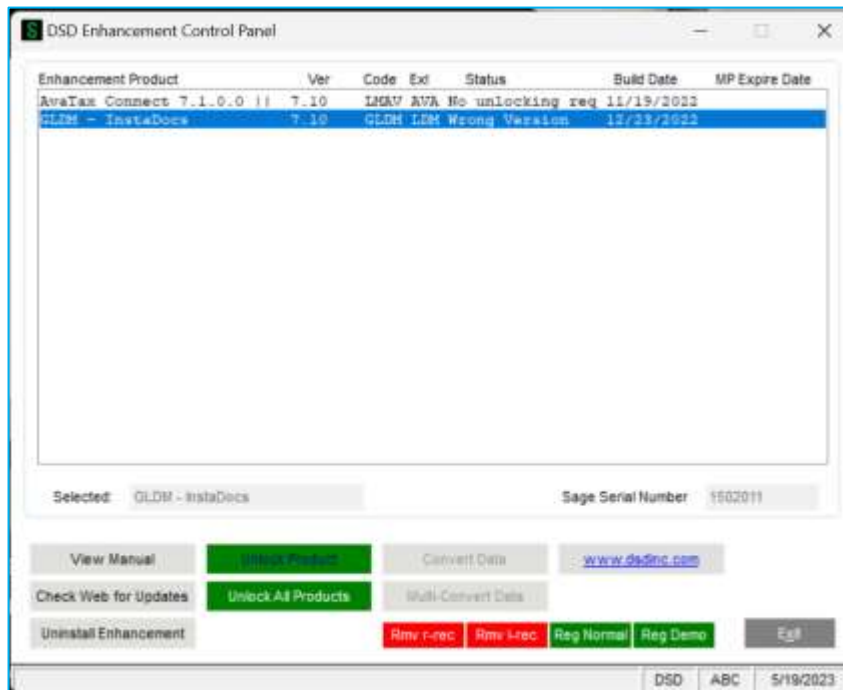 DSD Enhancement Control Panel
Enhancement Product Ver Code Ext Status Build Date MP Expire Date
AvaTax Connect 7.1.0.0 || 7.10 LMAV AVA No unlocking req 11/19/2022
GLDM - InstaDocs 7.10 GLDM LDM Wrong Version 12/23/2022
Selected: GLDM - InstaDocs Sage Serial Number 1502011
View Manual Unlock Product Convert Data www.dsdinc.com
Check Web for Updates Unlock All Products Multi-Convert Data
Uninstall Enhancement Rmv r-rec Rmv l-rec Reg Normal Reg Demo Exit
DSD ABC 5/19/2023